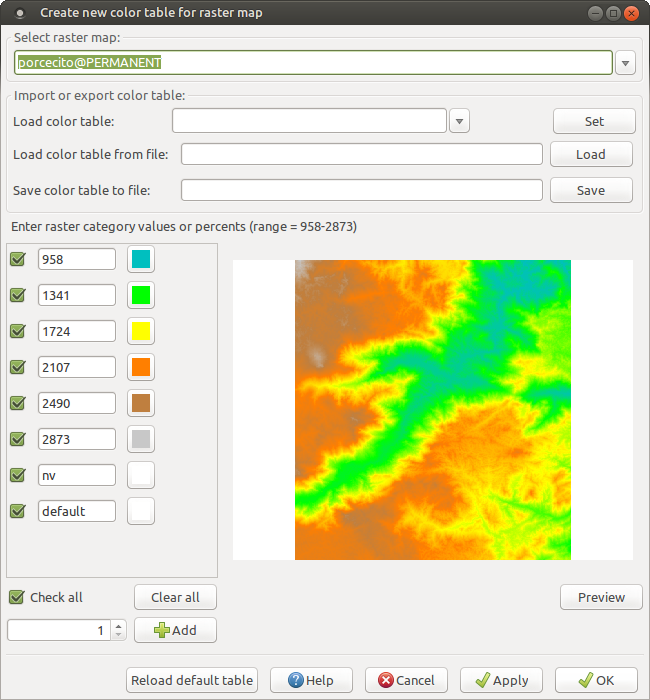 Create new color table for raster map
Select raster map:
porcecito@PERMANENT
Import or export color table:
Load color table:
Set
Load color table from file:
Load
Save color table to file:
Save
Enter raster category values or percents (range = 958-2873)
958
1341
1724
2107
2490
2873
nv
default
Check all
Clear all
Preview
1
Add
Reload default table
Help
Cancel
Apply
OK